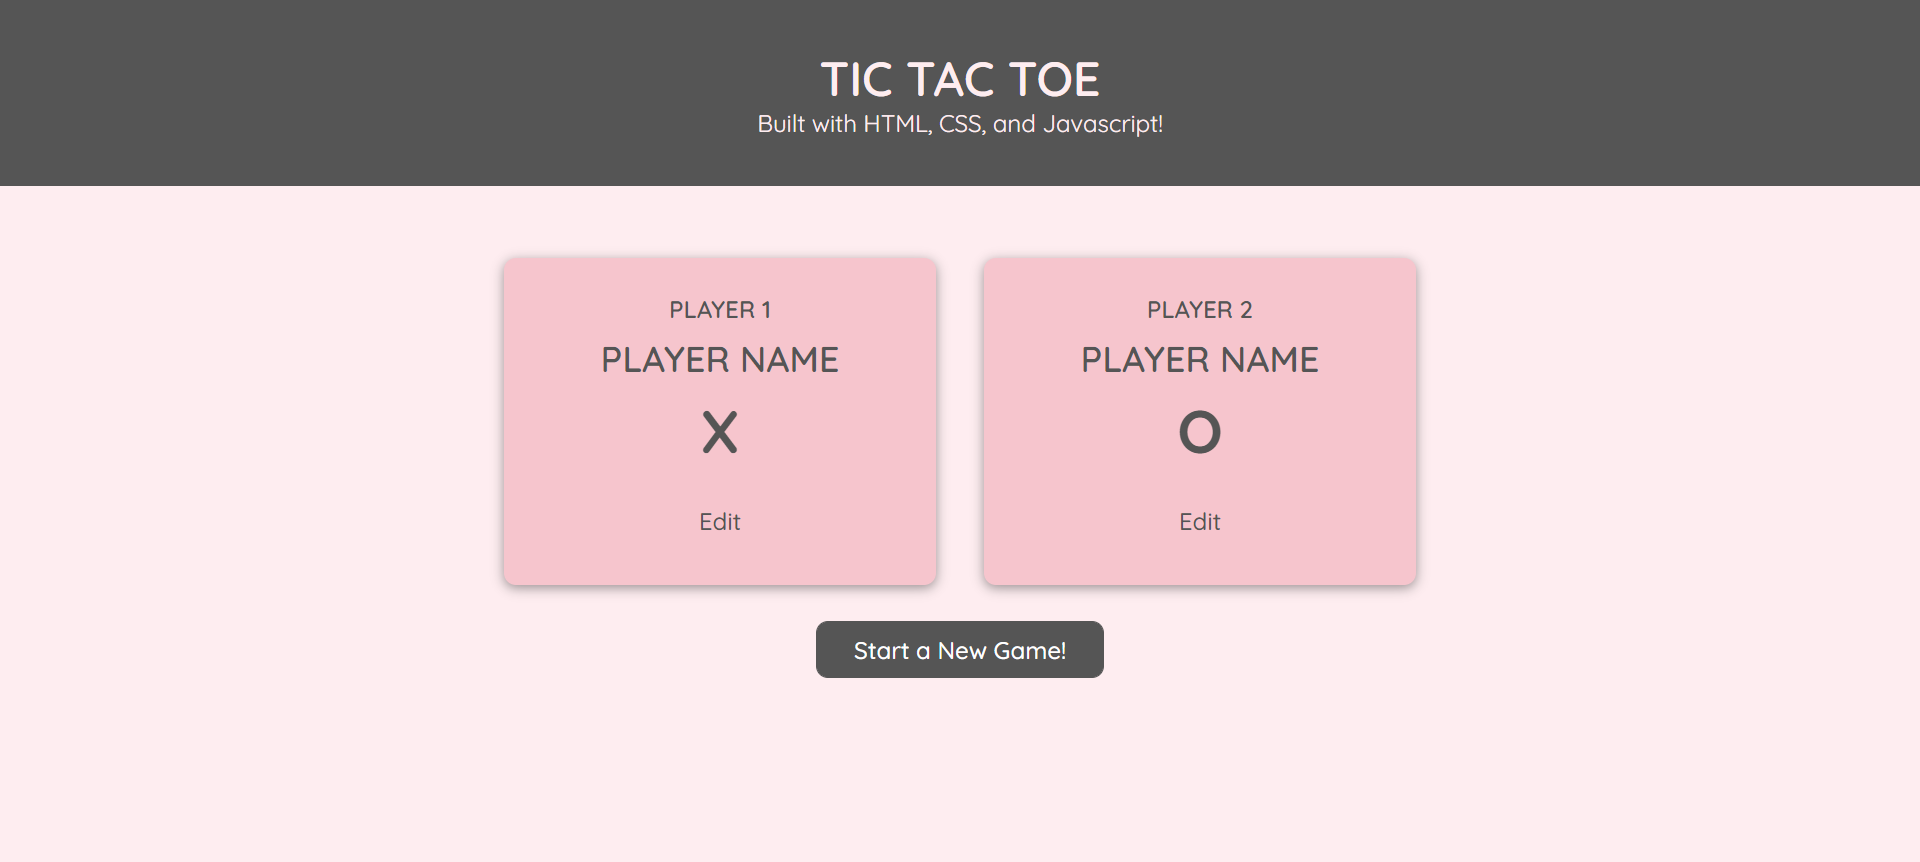 TIC TAC TOE
Built with HTML, CSS, and Javascript!
PLAYER 1
PLAYER NAME
X
Edit
PLAYER 2
PLAYER NAME
O
Edit
Start a New Game!